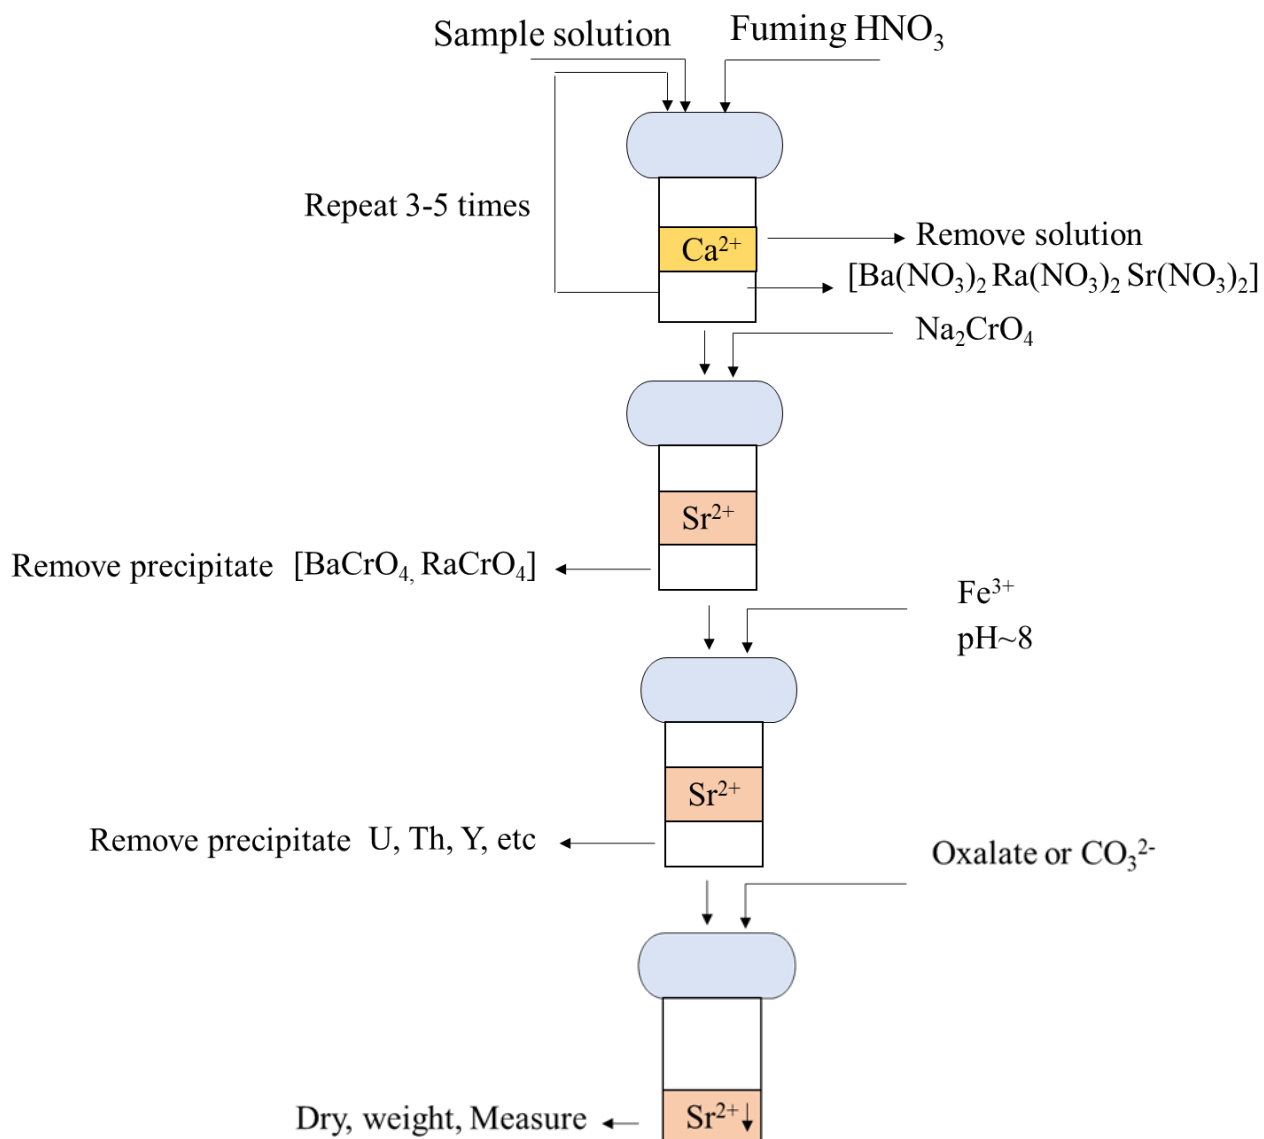 Sample solution
Fuming HNO₃
Repeat 3-5 times
Ca²⁺
Remove solution
[Ba(NO₃)₂ Ra(NO₃)₂ Sr(NO₃)₂]
Na₂CrO₄
Sr²⁺
Remove precipitate [BaCrO₄, RaCrO₄]
Fe³⁺
pH~8
Sr²⁺
Remove precipitate U, Th, Y, etc
Oxalate or CO₃²⁻
Dry, weight, Measure
Sr²⁺↓